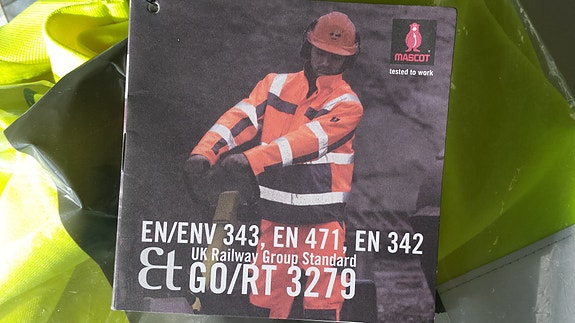 MASCOT
tested to work
EN/ENV 343, EN 471, EN 342
UK Railway Group Standard
& GO/RT 3279